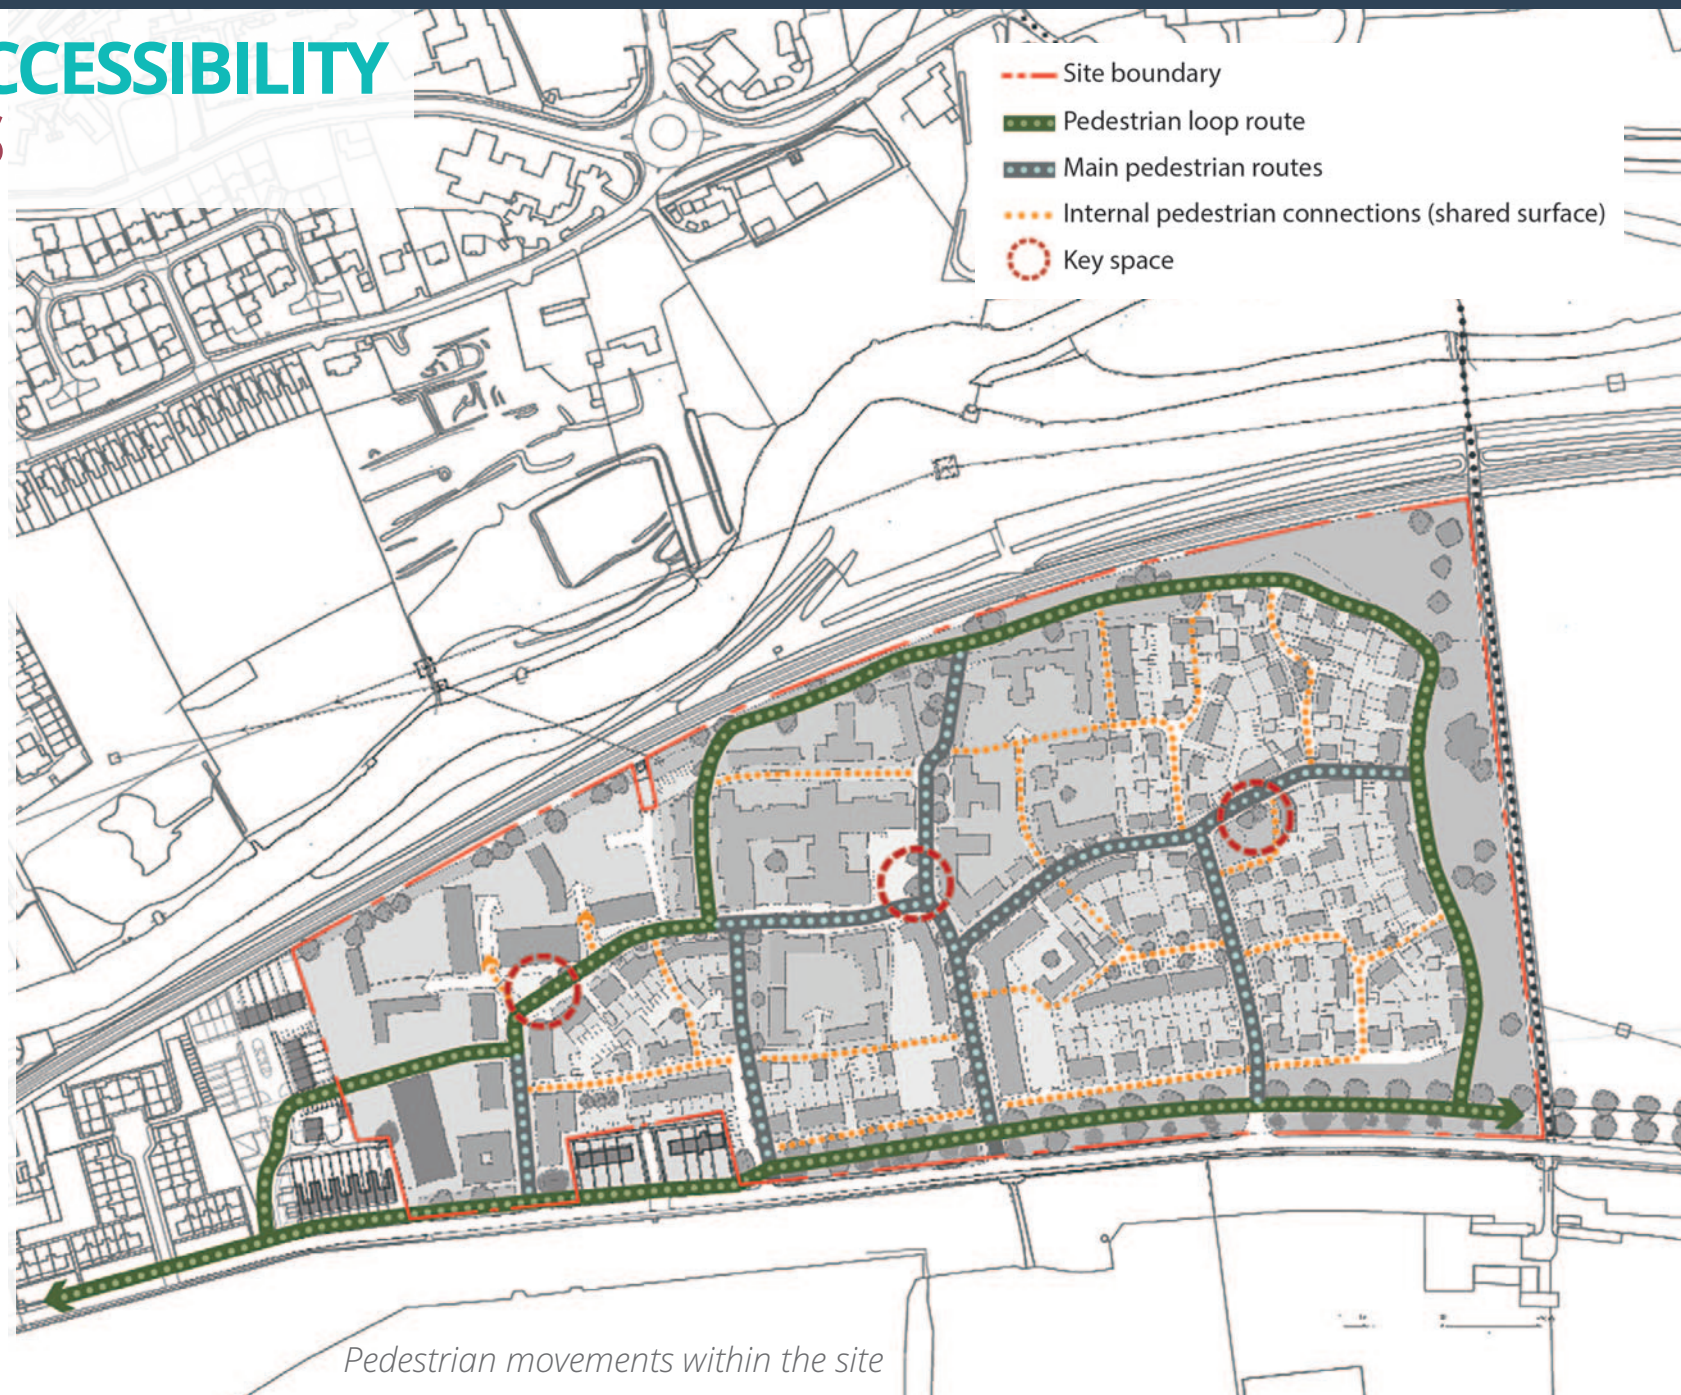 CCESSIBILITY
S
Site boundary
Pedestrian loop route
Main pedestrian routes
Internal pedestrian connections (shared surface)
Key space
Pedestrian movements within the site